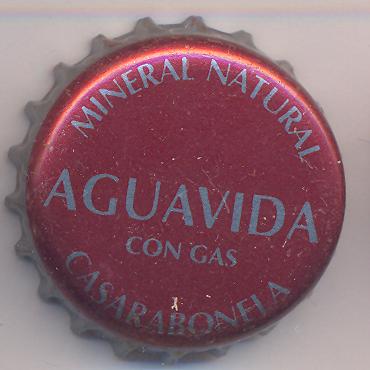 MINERAL NATURAL
AGUAVIDA
CON GAS
CASARABONELA